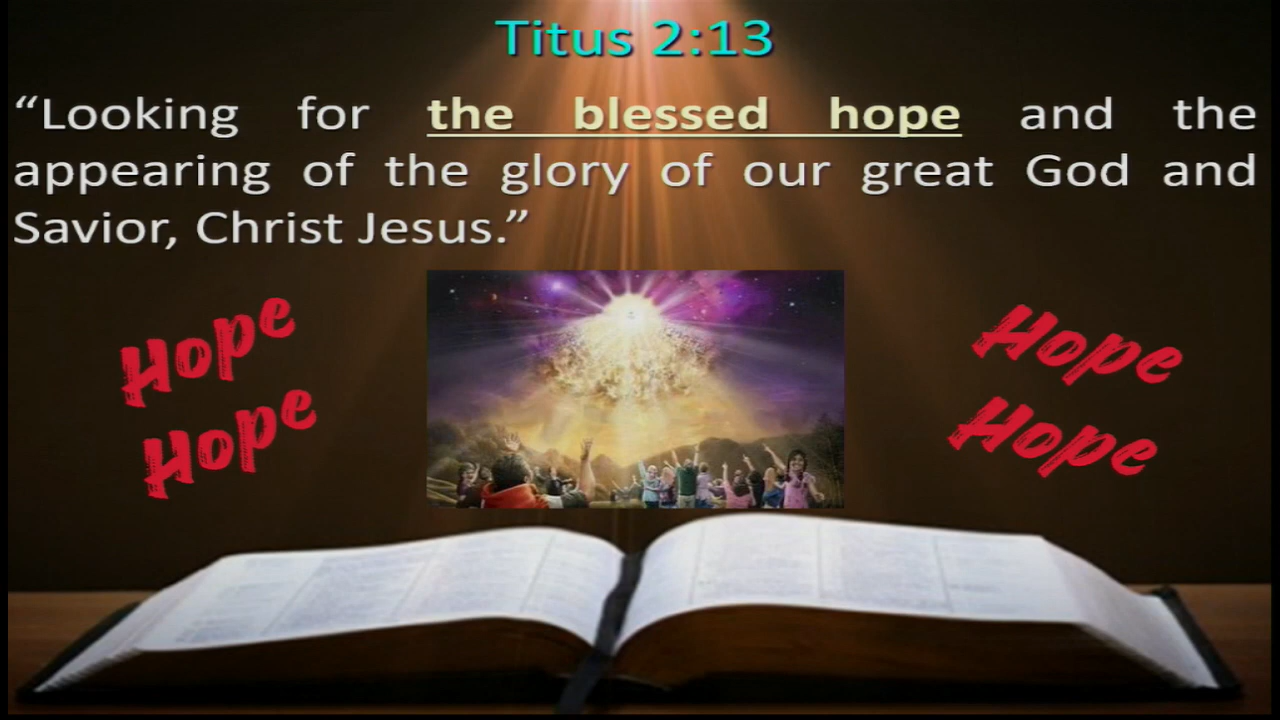 Titus 2:13
“Looking for the blessed hope and the
appearing of the glory of our great God and
Savior, Christ Jesus.”
Hope
Hope
Hope
Hope